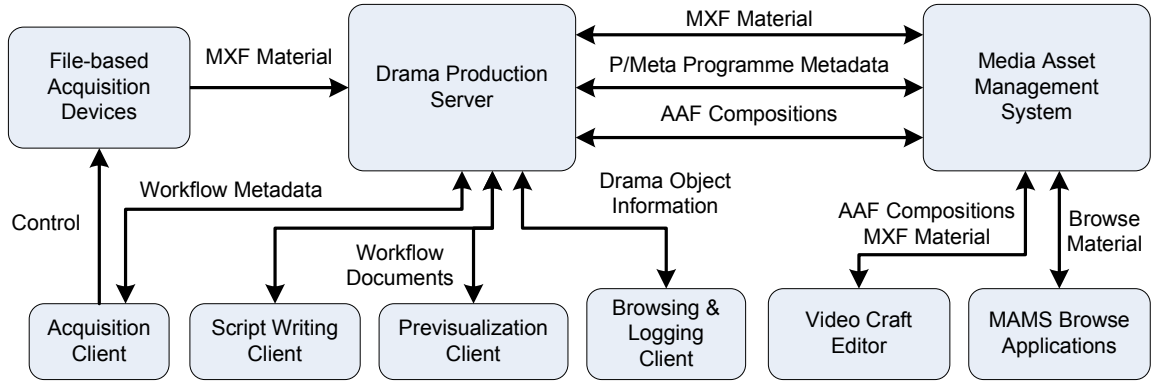 File-based
Acquisition
Devices
MXF Material
Drama Production
Server
MXF Material
P/Meta Programme Metadata
AAF Compositions
Media Asset
Management
System
Control
Workflow Metadata
Workflow
Documents
Drama Object
Information
AAF Compositions
MXF Material
Browse
Material
Acquisition
Client
Script Writing
Client
Previsualization
Client
Browsing &
Logging
Client
Video Craft
Editor
MAMS Browse
Applications